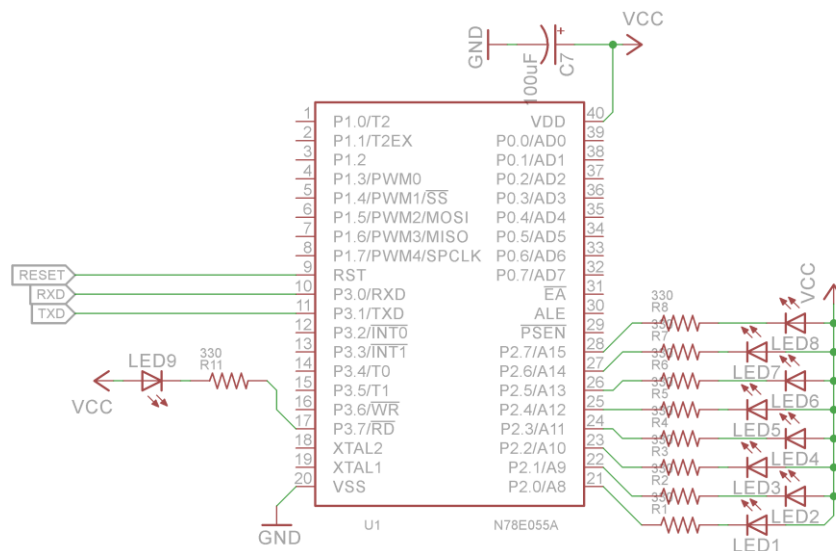 VCC
GND
100uF
+
C7
1 P1.0/T2
2 P1.1/T2EX
3 P1.2
4 P1.3/PWM0
5 P1.4/PWM1/SS
6 P1.5/PWM2/MOSI
7 P1.6/PWM3/MISO
8 P1.7/PWM4/SPCLK
RESET 9 RST
RXD 10 P3.0/RXD
TXD 11 P3.1/TXD
12 P3.2/INT0
13 P3.3/INT1
14 P3.4/T0
15 P3.5/T1
16 P3.6/WR
17 P3.7/RD
18 XTAL2
19 XTAL1
20 VSS
VDD 40
P0.0/AD0 39
P0.1/AD1 38
P0.2/AD2 37
P0.3/AD3 36
P0.4/AD4 35
P0.5/AD5 34
P0.6/AD6 33
P0.7/AD7 32
EA 31
ALE 30
PSEN 29
P2.7/A15 28
P2.6/A14 27
P2.5/A13 26
P2.4/A12 25
P2.3/A11 24
P2.2/A10 23
P2.1/A9 22
P2.0/A8 21
U1
N78E055A
LED9
330
R11
VCC
GND
VCC
330
R8
330
R7
330
R6
330
R5
330
R4
330
R3
330
R2
330
R1
LED8
LED7
LED6
LED5
LED4
LED3
LED2
LED1